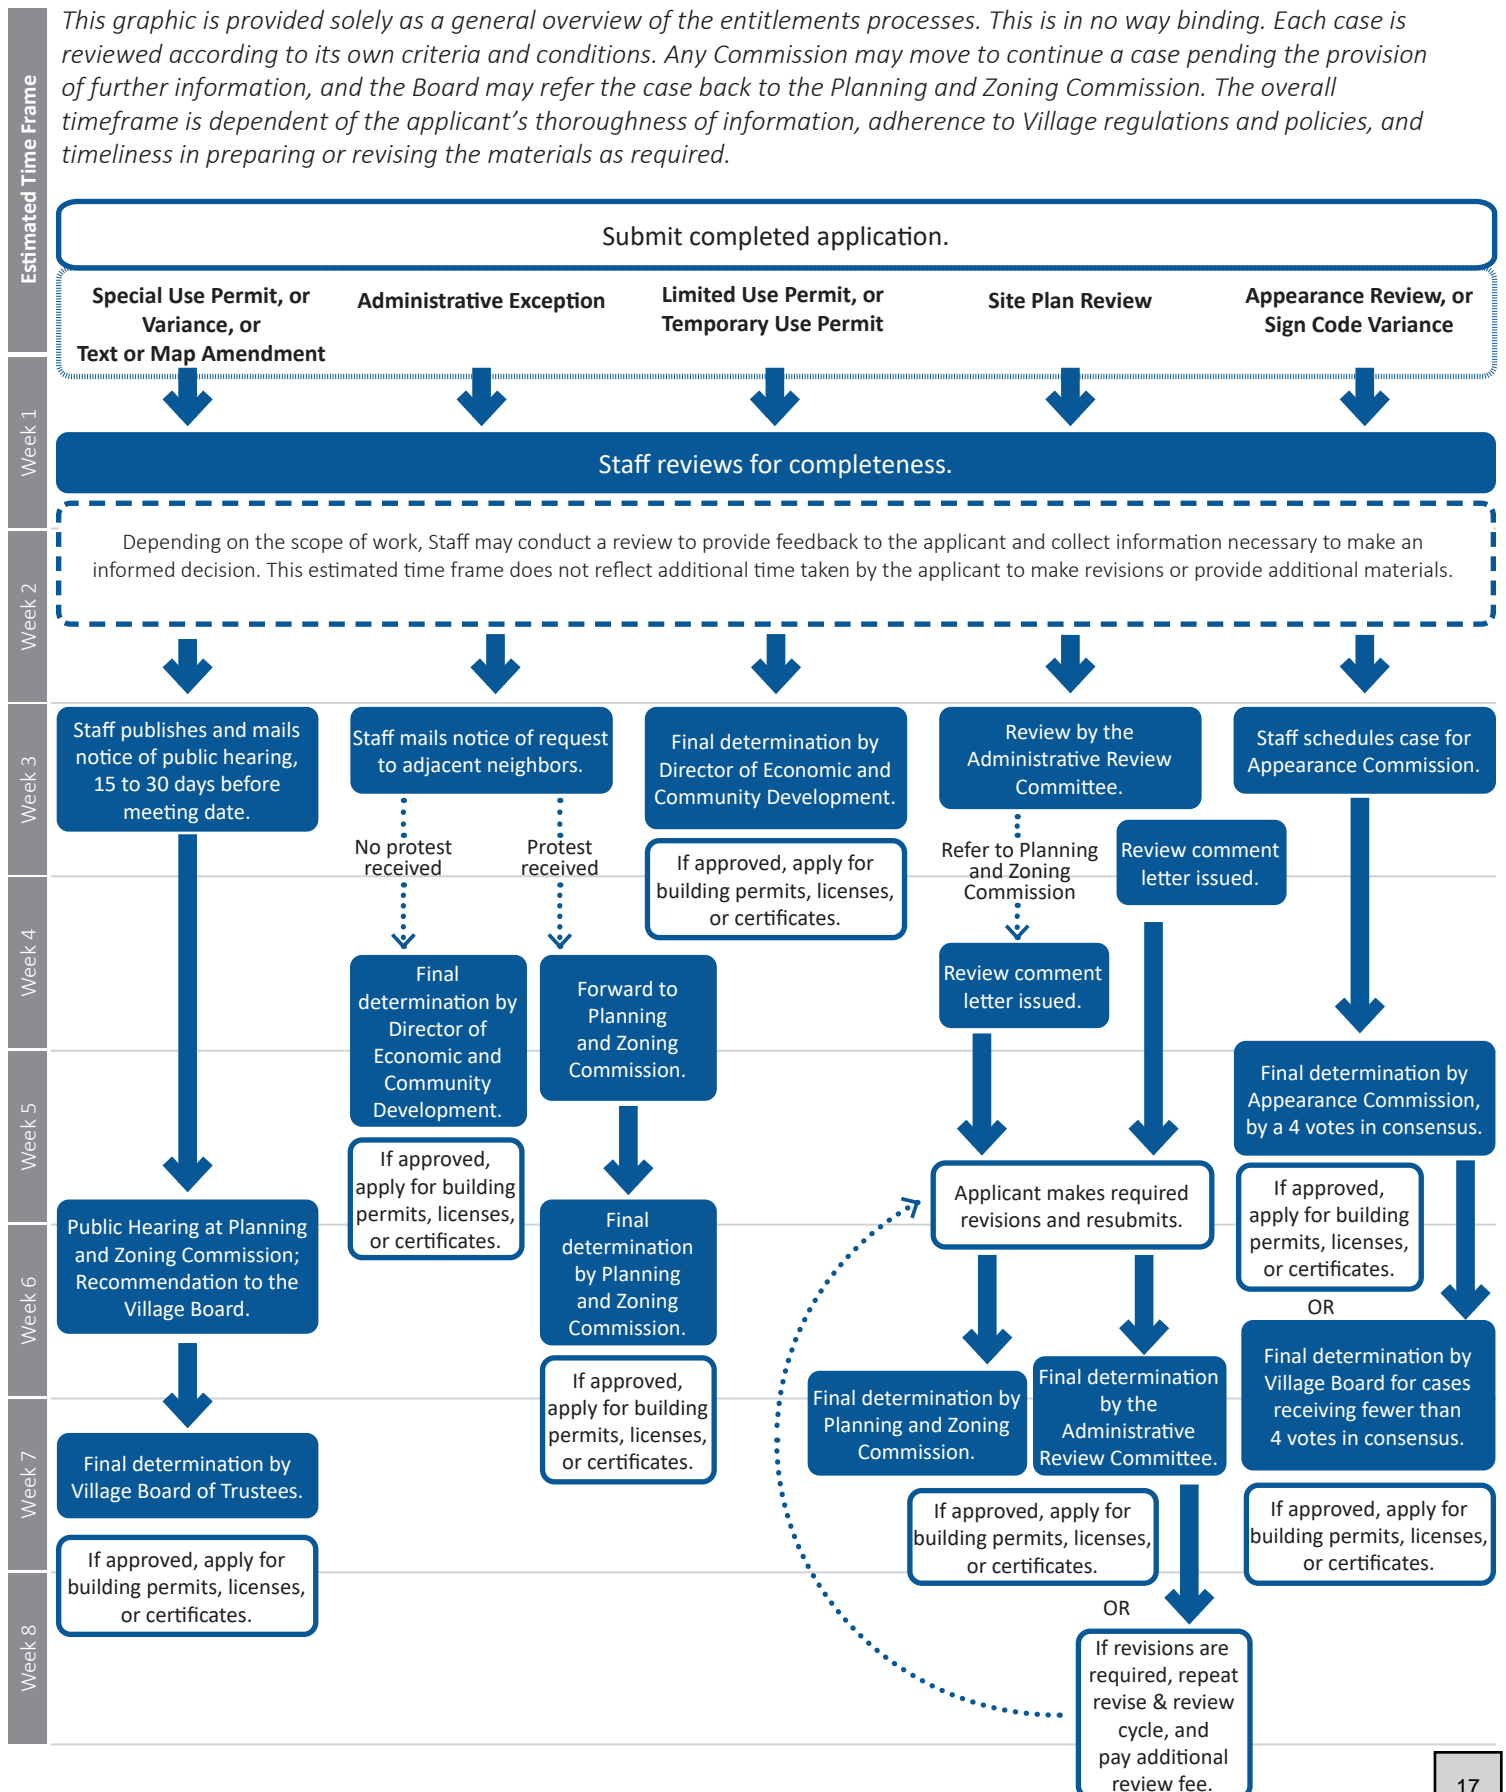 This graphic is provided solely as a general overview of the entitlements processes. This is in no way binding. Each case is
reviewed according to its own criteria and conditions. Any Commission may move to continue a case pending the provision
of further information, and the Board may refer the case back to the Planning and Zoning Commission. The overall
timeframe is dependent of the applicant's thoroughness of information, adherence to Village regulations and policies, and
timeliness in preparing or revising the materials as required.
Estimated Time Frame
Submit completed application.
Special Use Permit, or
Variance, or
Text or Map Amendment
Administrative Exception
Limited Use Permit, or
Temporary Use Permit
Site Plan Review
Appearance Review, or
Sign Code Variance
Week 1
Staff reviews for completeness.
Week 2
Depending on the scope of work, Staff may conduct a review to provide feedback to the applicant and collect information necessary to make an
informed decision. This estimated time frame does not reflect additional time taken by the applicant to make revisions or provide additional materials.
Week 3
Staff publishes and mails
notice of public hearing,
15 to 30 days before
meeting date.
Staff mails notice of request
to adjacent neighbors.
No protest
received
Protest
received
Final determination by
Director of Economic and
Community Development.
If approved, apply for
building permits, licenses,
or certificates.
Review by the
Administrative Review
Committee.
Refer to Planning
and Zoning
Commission
Review comment
letter issued.
Staff schedules case for
Appearance Commission.
Week 4
Final
determination by
Director of
Economic and
Community
Development.
Forward to
Planning
and Zoning
Commission.
Review comment
letter issued.
Week 5
If approved,
apply for building
permits, licenses,
or certificates.
Applicant makes required
revisions and resubmits.
Final determination by
Appearance Commission,
by a 4 votes in consensus.
If approved,
apply for building
permits, licenses,
or certificates.
OR
Week 6
Public Hearing at Planning
and Zoning Commission;
Recommendation to the
Village Board.
Final
determination
by Planning
and Zoning
Commission.
If approved,
apply for building
permits, licenses,
or certificates.
Final determination by
Planning and Zoning
Commission.
Final determination
by the
Administrative
Review Committee.
Final determination by
Village Board for cases
receiving fewer than
4 votes in consensus.
Week 7
Final determination by
Village Board of Trustees.
If approved, apply for
building permits, licenses,
or certificates.
If approved, apply for
building permits, licenses,
or certificates.
If approved, apply for
building permits, licenses,
or certificates.
Week 8
OR
If revisions are
required, repeat
revise & review
cycle, and
pay additional
review fee.
17